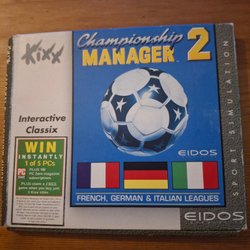 Kixx
Championship
MANAGER 2
Interactive
Classix
WIN
INSTANTLY
1 of 5 PCs
EIDOS
SPORT SIMULATION
FRENCH, GERMAN & ITALIAN LEAGUES
EIDOS